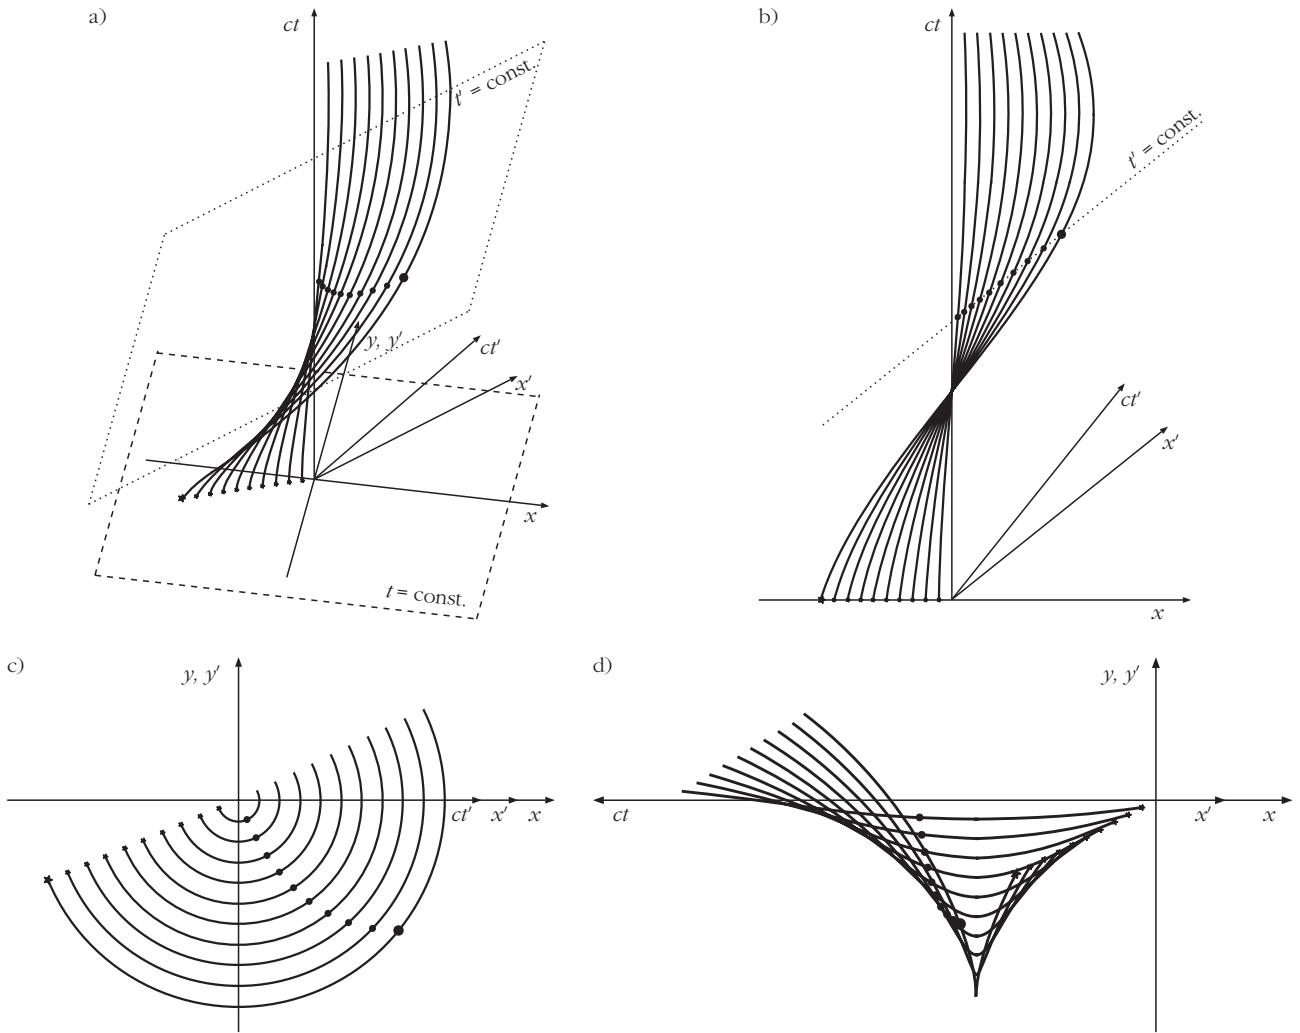 a)
ct
t′ = const.
y, y′
ct′
x′
x
t = const.
b)
ct
t′ = const.
ct′
x′
x
c)
y, y′
ct′ x′ x
d)
y, y′
ct x′ x